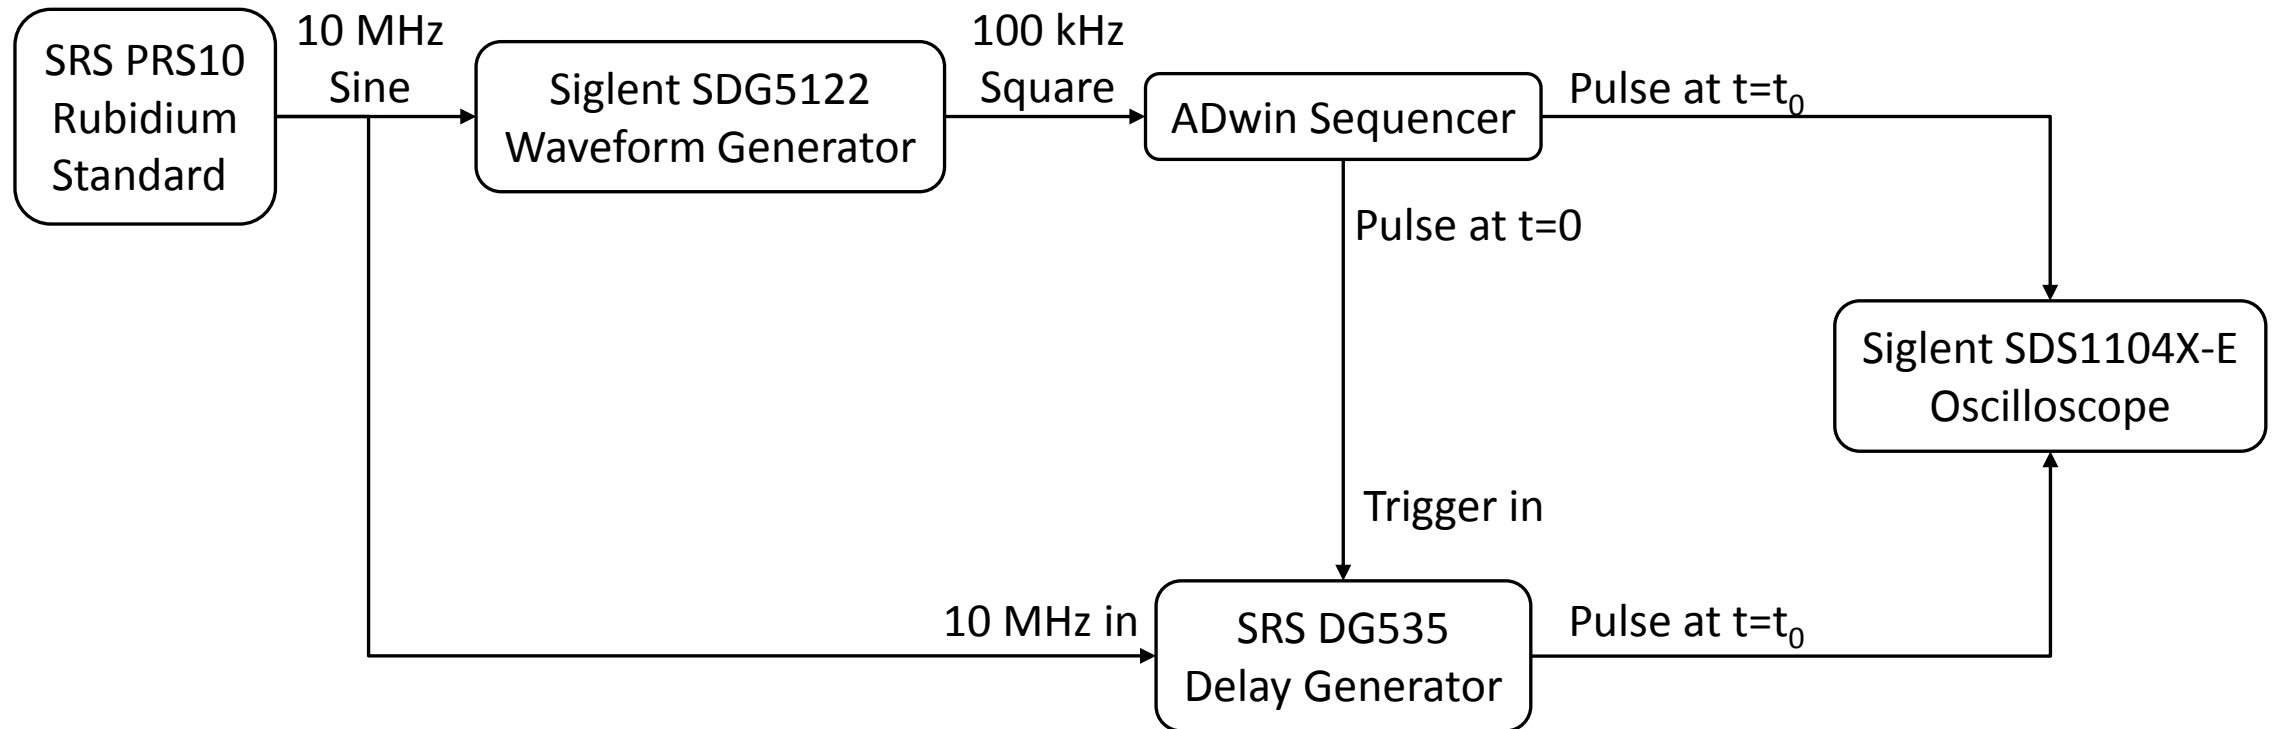 SRS PRS10
Rubidium
Standard
10 MHz
Sine
Siglent SDG5122
Waveform Generator
100 kHz
Square
ADwin Sequencer
Pulse at t=t₀
Pulse at t=0
Siglent SDS1104X-E
Oscilloscope
Trigger in
10 MHz in
SRS DG535
Delay Generator
Pulse at t=t₀